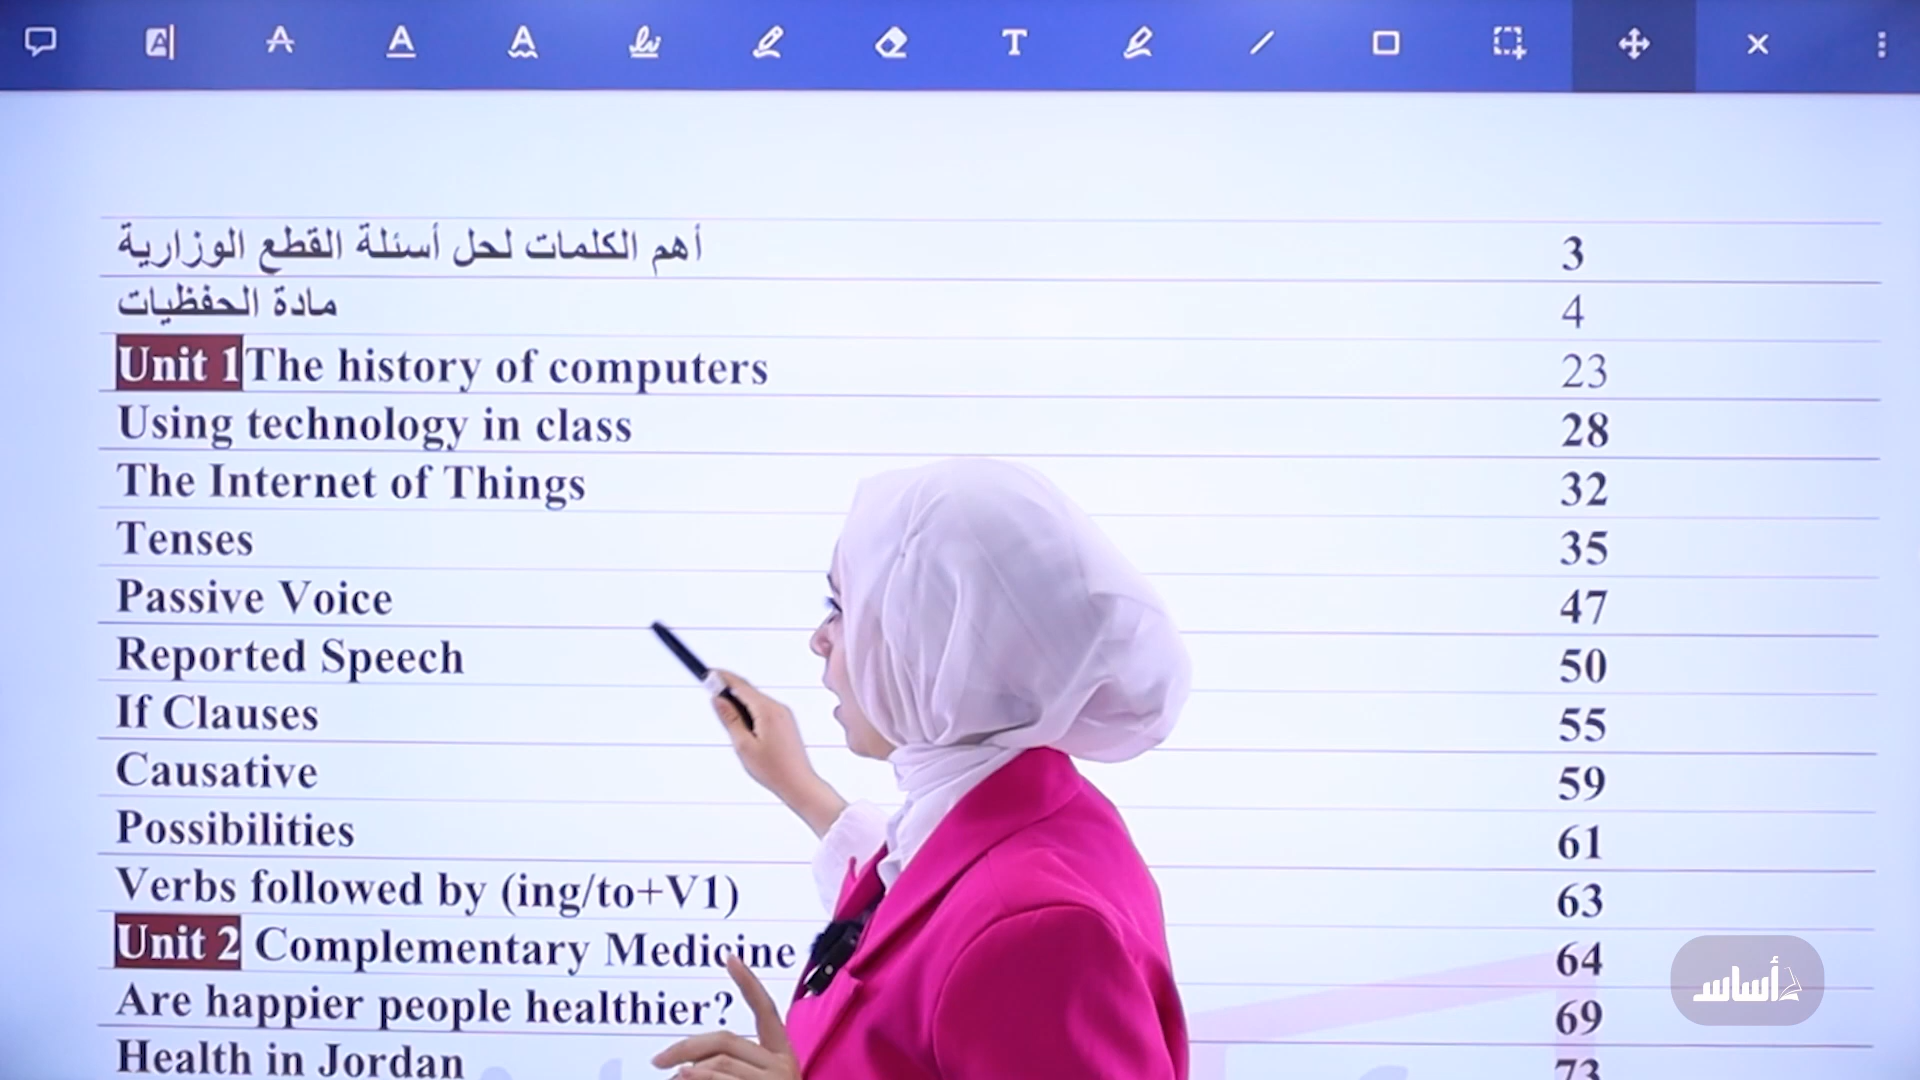 أهم الكلمات لحل أسئلة القطع الوزارية 3
مادة الحفظيات 4
Unit 1 The history of computers 23
Using technology in class 28
The Internet of Things 32
Tenses 35
Passive Voice 47
Reported Speech 50
If Clauses 55
Causative 59
Possibilities 61
Verbs followed by (ing/to+V1) 63
Unit 2 Complementary Medicine 64
Are happier people healthier? 69
Health in Jordan 73
أساس